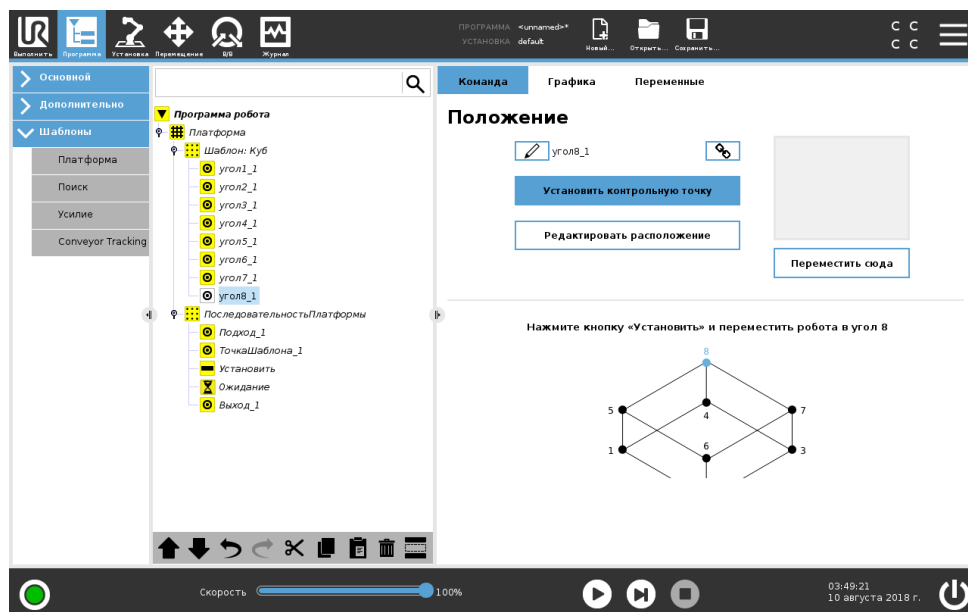 Выполнить
Программа
Установка
Перемещение
В/В
Журнал
ПРОГРАММА <unnamed>*
УСТАНОВКА default
Новый...
Открыть...
Сохранить...
C C
C C
Основной
Дополнительно
Шаблоны
Платформа
Поиск
Усилие
Conveyor Tracking
Программа робота
Платформа
Шаблон: Куб
угол1_1
угол2_1
угол3_1
угол4_1
угол5_1
угол6_1
угол7_1
угол8_1
ПоследовательностьПлатформы
Подход_1
ТочкаШаблона_1
Установить
Ожидание
Выход_1
Команда
Графика
Переменные
Положение
угол8_1
Установить контрольную точку
Редактировать расположение
Переместить сюда
Нажмите кнопку «Установить» и переместить робота в угол 8
8
5
7
4
1
6
3
Скорость
100%
03:49:21
10 августа 2018 г.